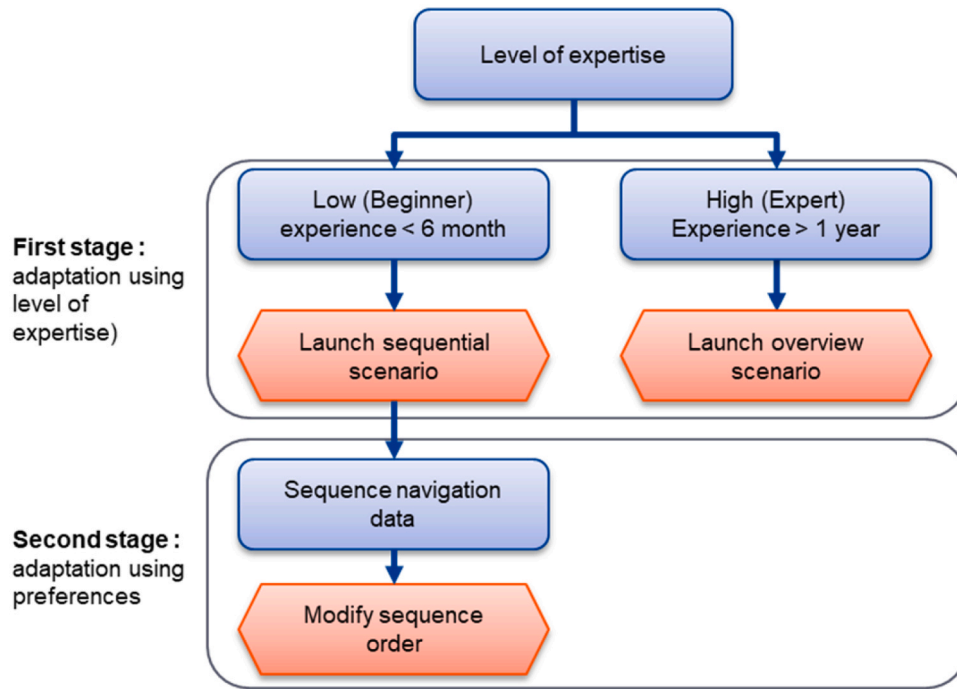 Level of expertise
Low (Beginner)
experience < 6 month
High (Expert)
Experience > 1 year
First stage :
adaptation using
level of
expertise)
Launch sequential
scenario
Launch overview
scenario
Sequence navigation
data
Second stage :
adaptation using
preferences
Modify sequence
order